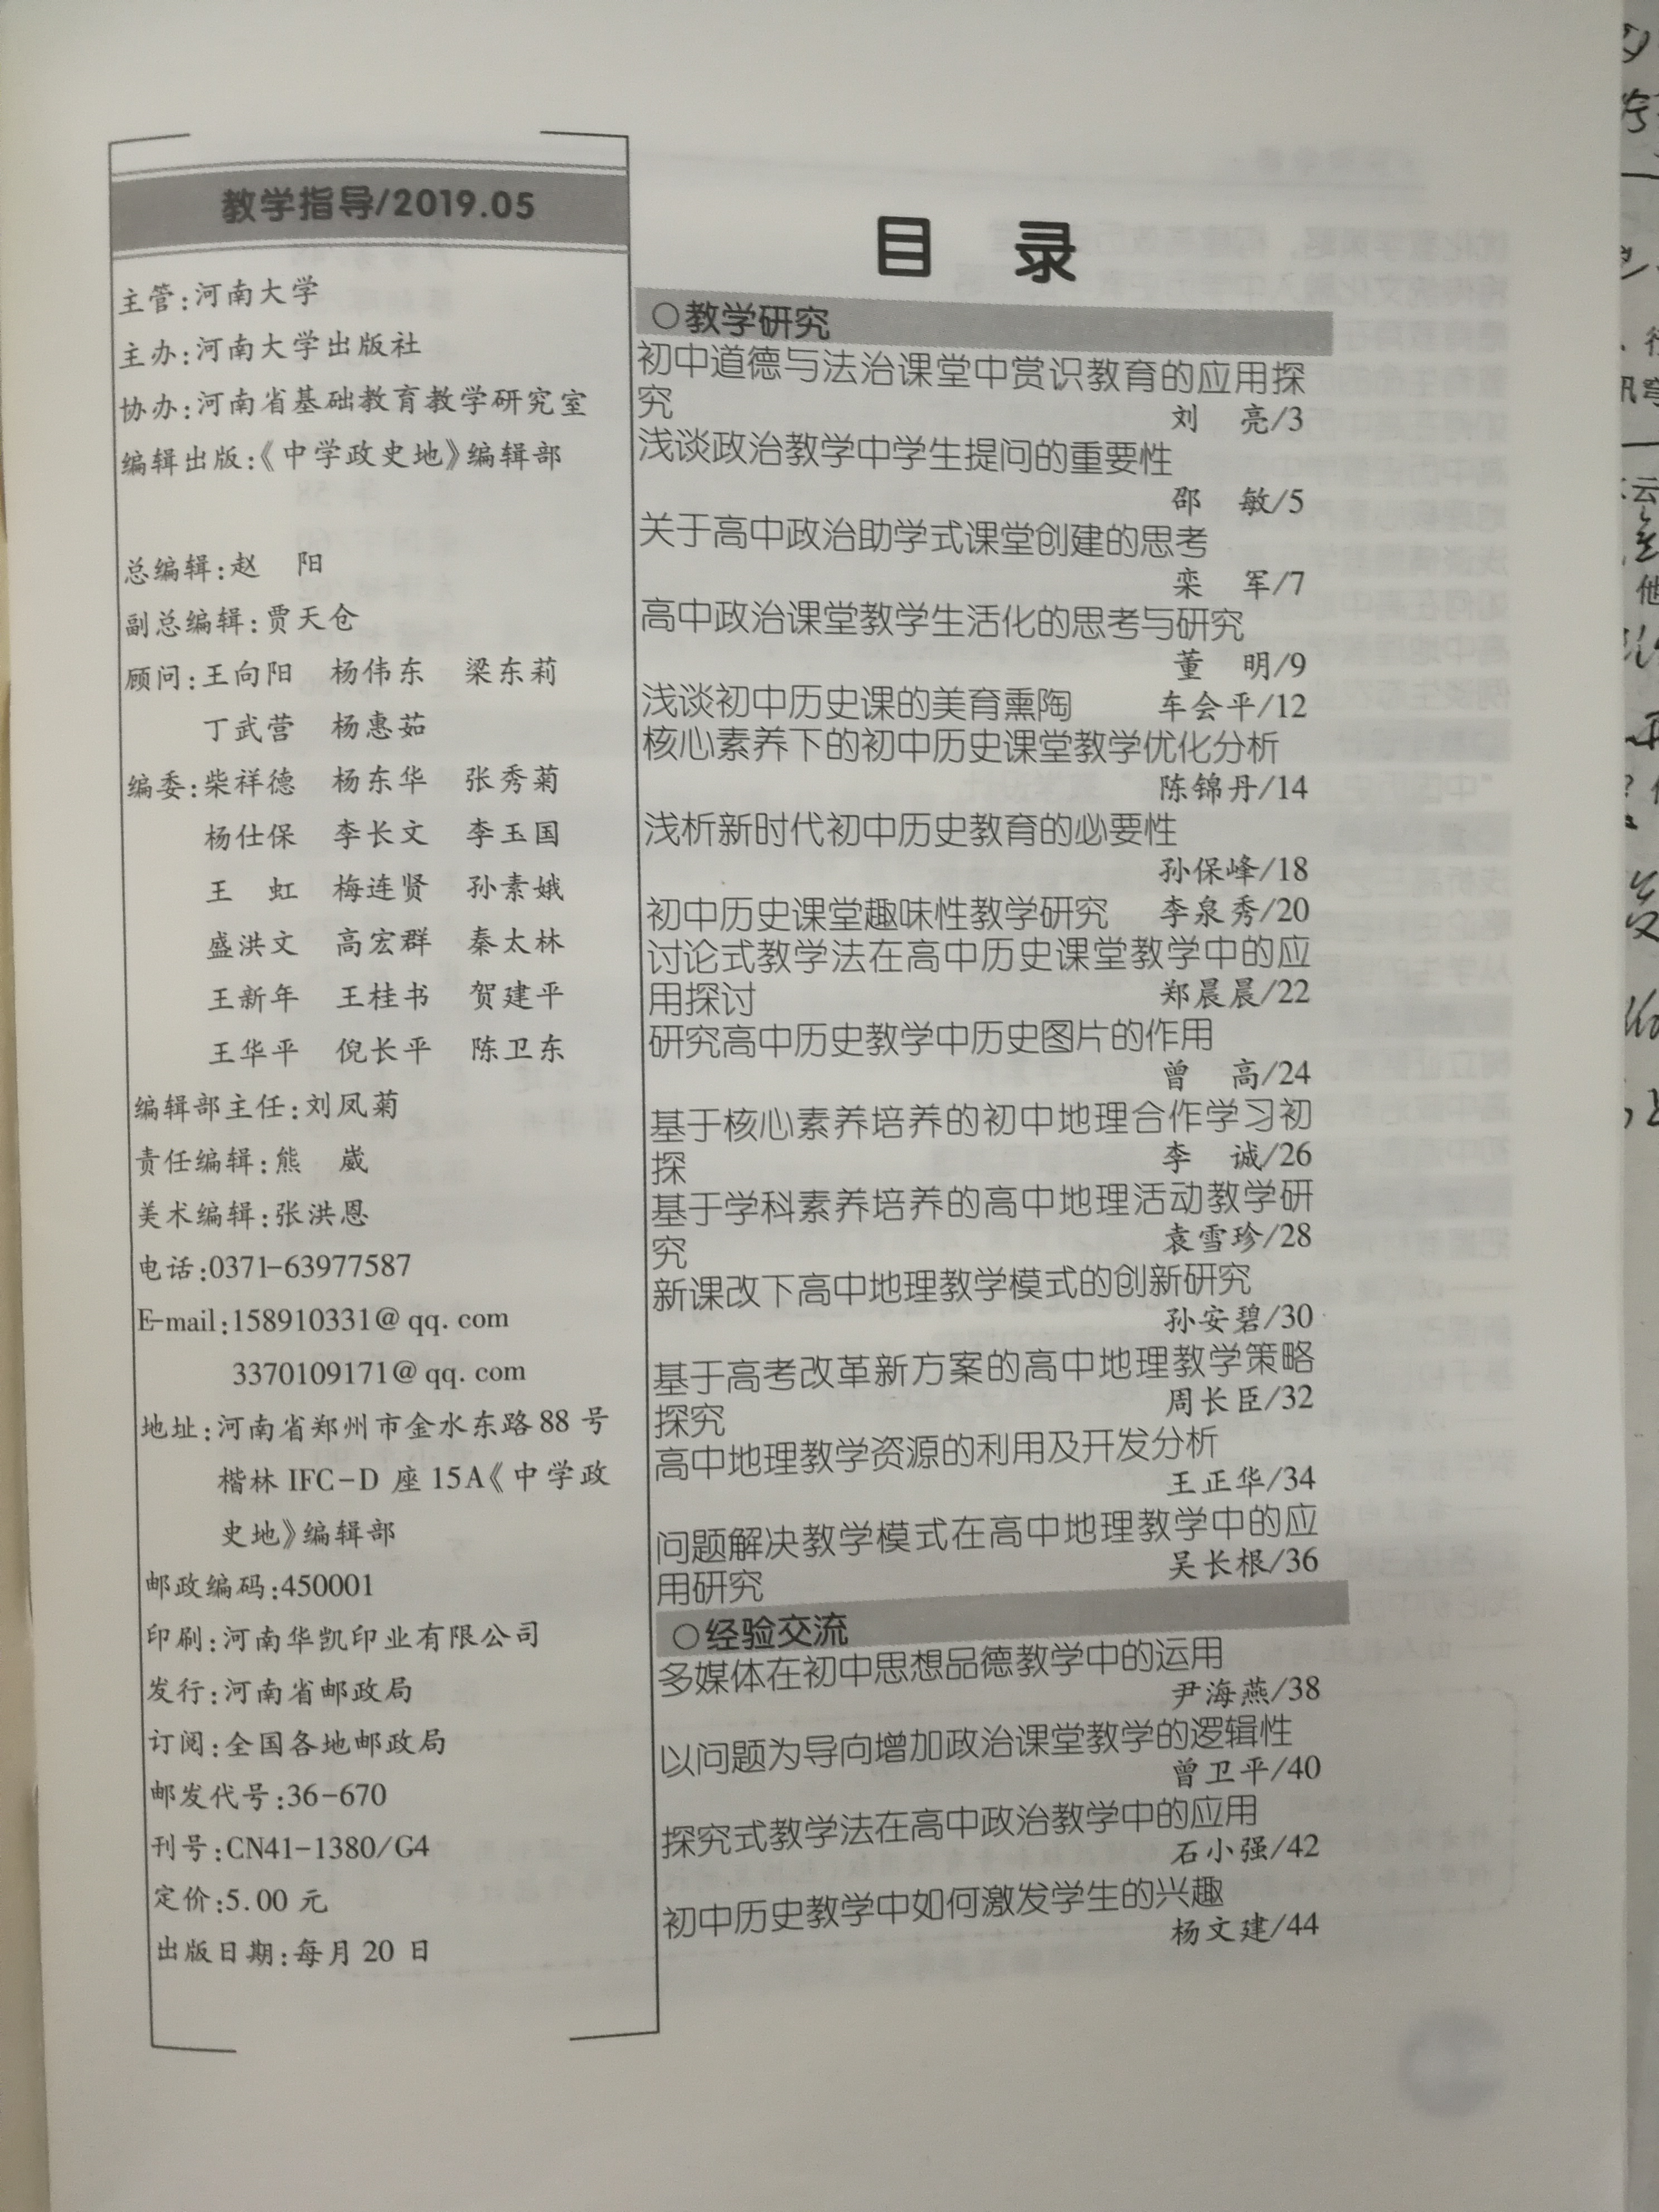 教学指导/2019.05
主管:河南大学
主办:河南大学出版社
协办:河南省基础教育教学研究室
编辑出版:《中学政史地》编辑部
总编辑:赵　阳
副总编辑:贾天仓
顾问:王向阳　杨伟东　梁东莉
丁武营　杨惠茹
编委:柴祥德　杨东华　张秀菊
杨仕保　李长文　李玉国
王　虹　梅连贤　孙素娥
盛洪文　高宏群　秦太林
王新年　王桂书　贺建平
王华平　倪长平　陈卫东
编辑部主任:刘凤菊
责任编辑:熊　崴
美术编辑:张洪恩
电话:0371-63977587
E-mail:158910331@qq.com
3370109171@qq.com
地址:河南省郑州市金水东路88号
楷林IFC-D座15A《中学政
史地》编辑部
邮政编码:450001
印刷:河南华凯印业有限公司
发行:河南省邮政局
订阅:全国各地邮政局
邮发代号:36-670
刊号:CN41-1380/G4
定价:5.00元
出版日期:每月20日
目　录
○教学研究
初中道德与法治课堂中赏识教育的应用探
究　刘　亮/3
浅谈政治教学中学生提问的重要性
邵　敏/5
关于高中政治助学式课堂创建的思考
栾　军/7
高中政治课堂教学生活化的思考与研究
董　明/9
浅谈初中历史课的美育熏陶　车会平/12
核心素养下的初中历史课堂教学优化分析
陈锦丹/14
浅析新时代初中历史教育的必要性
孙保峰/18
初中历史课堂趣味性教学研究　李泉秀/20
讨论式教学法在高中历史课堂教学中的应
用探讨　郑晨晨/22
研究高中历史教学中历史图片的作用
曾　高/24
基于核心素养培养的初中地理合作学习初
探　李　诚/26
基于学科素养培养的高中地理活动教学研
究　袁雪珍/28
新课改下高中地理教学模式的创新研究
孙安碧/30
基于高考改革新方案的高中地理教学策略
探究　周长臣/32
高中地理教学资源的利用及开发分析
王正华/34
问题解决教学模式在高中地理教学中的应
用研究　吴长根/36
○经验交流
多媒体在初中思想品德教学中的运用
尹海燕/38
以问题为导向增加政治课堂教学的逻辑性
曾卫平/40
探究式教学法在高中政治教学中的应用
石小强/42
初中历史教学中如何激发学生的兴趣
杨文建/44